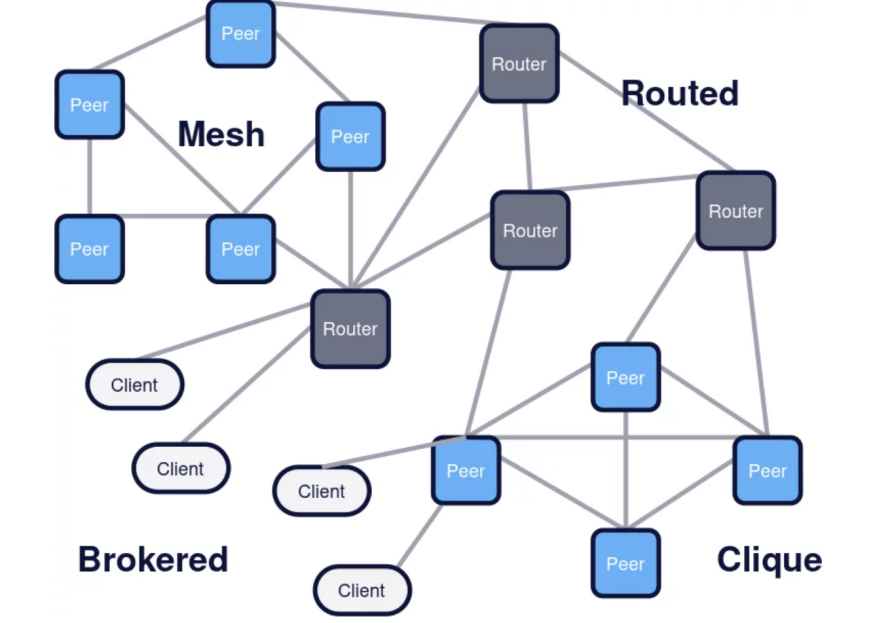 Peer
Router
Routed
Peer
Mesh
Peer
Router
Router
Peer
Peer
Router
Client
Peer
Client
Client
Peer
Peer
Brokered
Peer
Clique
Client